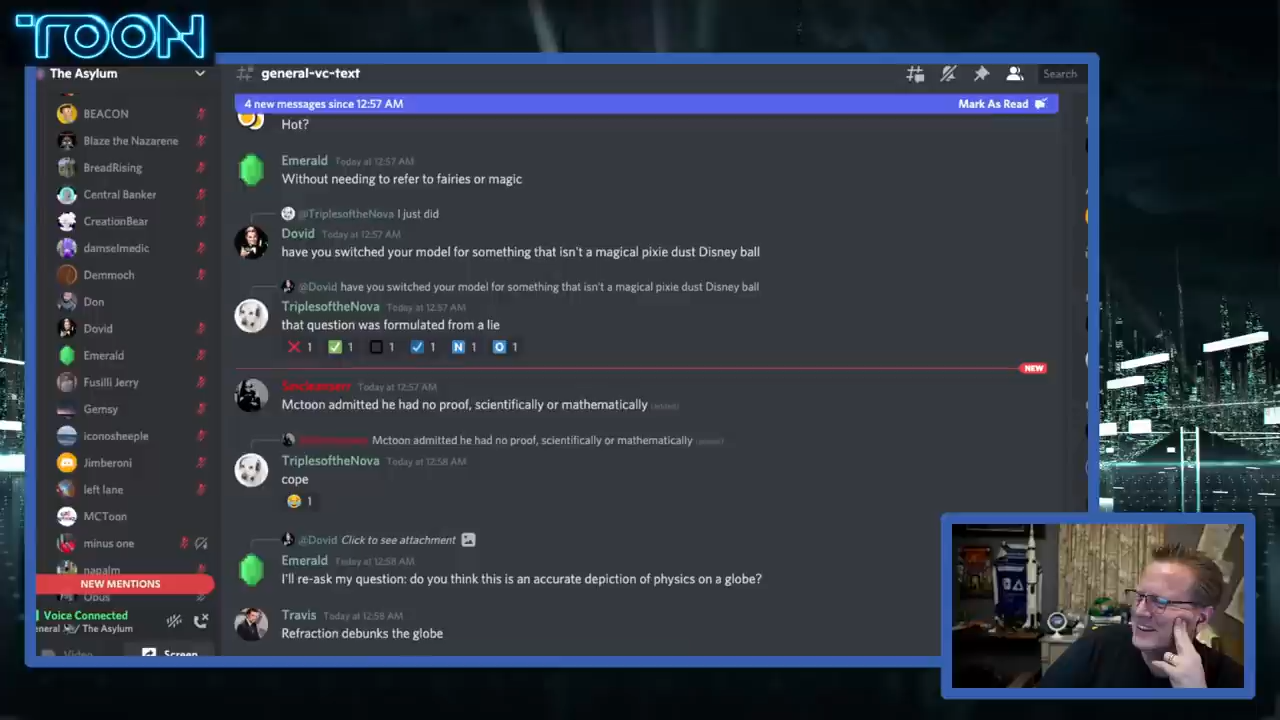 TOON
The Asylum
BEACON
Blaze the Nazarene
BreadRising
Central Banker
CreationBear
damselmedic
Demmoch
Don
Dovid
Emerald
Fusilli Jerry
Gernsy
iconosheeple
Jimberoni
left lane
MCToon
minus one
napalm
NEW MENTIONS
Opus
Voice Connected
eneral / The Asylum
Video
Screen
general-vc-text
Search
4 new messages since 12:57 AM
Mark As Read
Hot?
Emerald Today at 12:57 AM
Without needing to refer to fairies or magic
@TriplesoftheNova I just did
Dovid Today at 12:57 AM
have you switched your model for something that isn't a magical pixie dust Disney ball
@Dovid have you switched your model for something that isn't a magical pixie dust Disney ball
TriplesoftheNova Today at 12:57 AM
that question was formulated from a lie
1 1 1 1 N 1 O 1
NEW
Today at 12:57 AM
Mctoon admitted he had no proof, scientifically or mathematically (edited)
Mctoon admitted he had no proof, scientifically or mathematically (edited)
TriplesoftheNova Today at 12:58 AM
cope
1
@Dovid Click to see attachment
Emerald Today at 12:58 AM
I'll re-ask my question: do you think this is an accurate depiction of physics on a globe?
Travis Today at 12:58 AM
Refraction debunks the globe